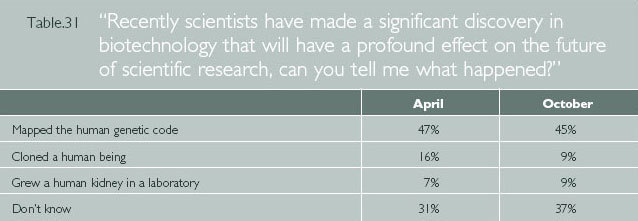 Table.31 "Recently scientists have made a significant discovery in
biotechnology that will have a profound effect on the future
of scientific research, can you tell me what happened?"
April October
Mapped the human genetic code 47% 45%
Cloned a human being 16% 9%
Grew a human kidney in a laboratory 7% 9%
Don't know 31% 37%